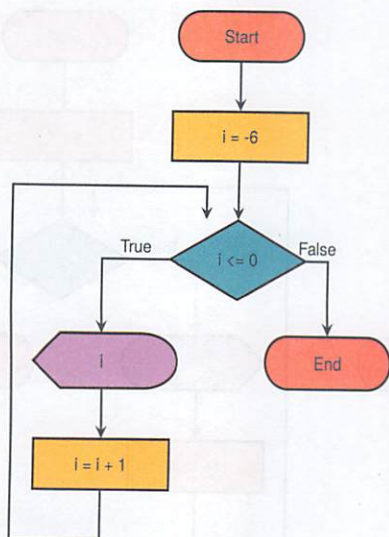 Start
i = -6
i <= 0
True
False
i
End
i = i + 1